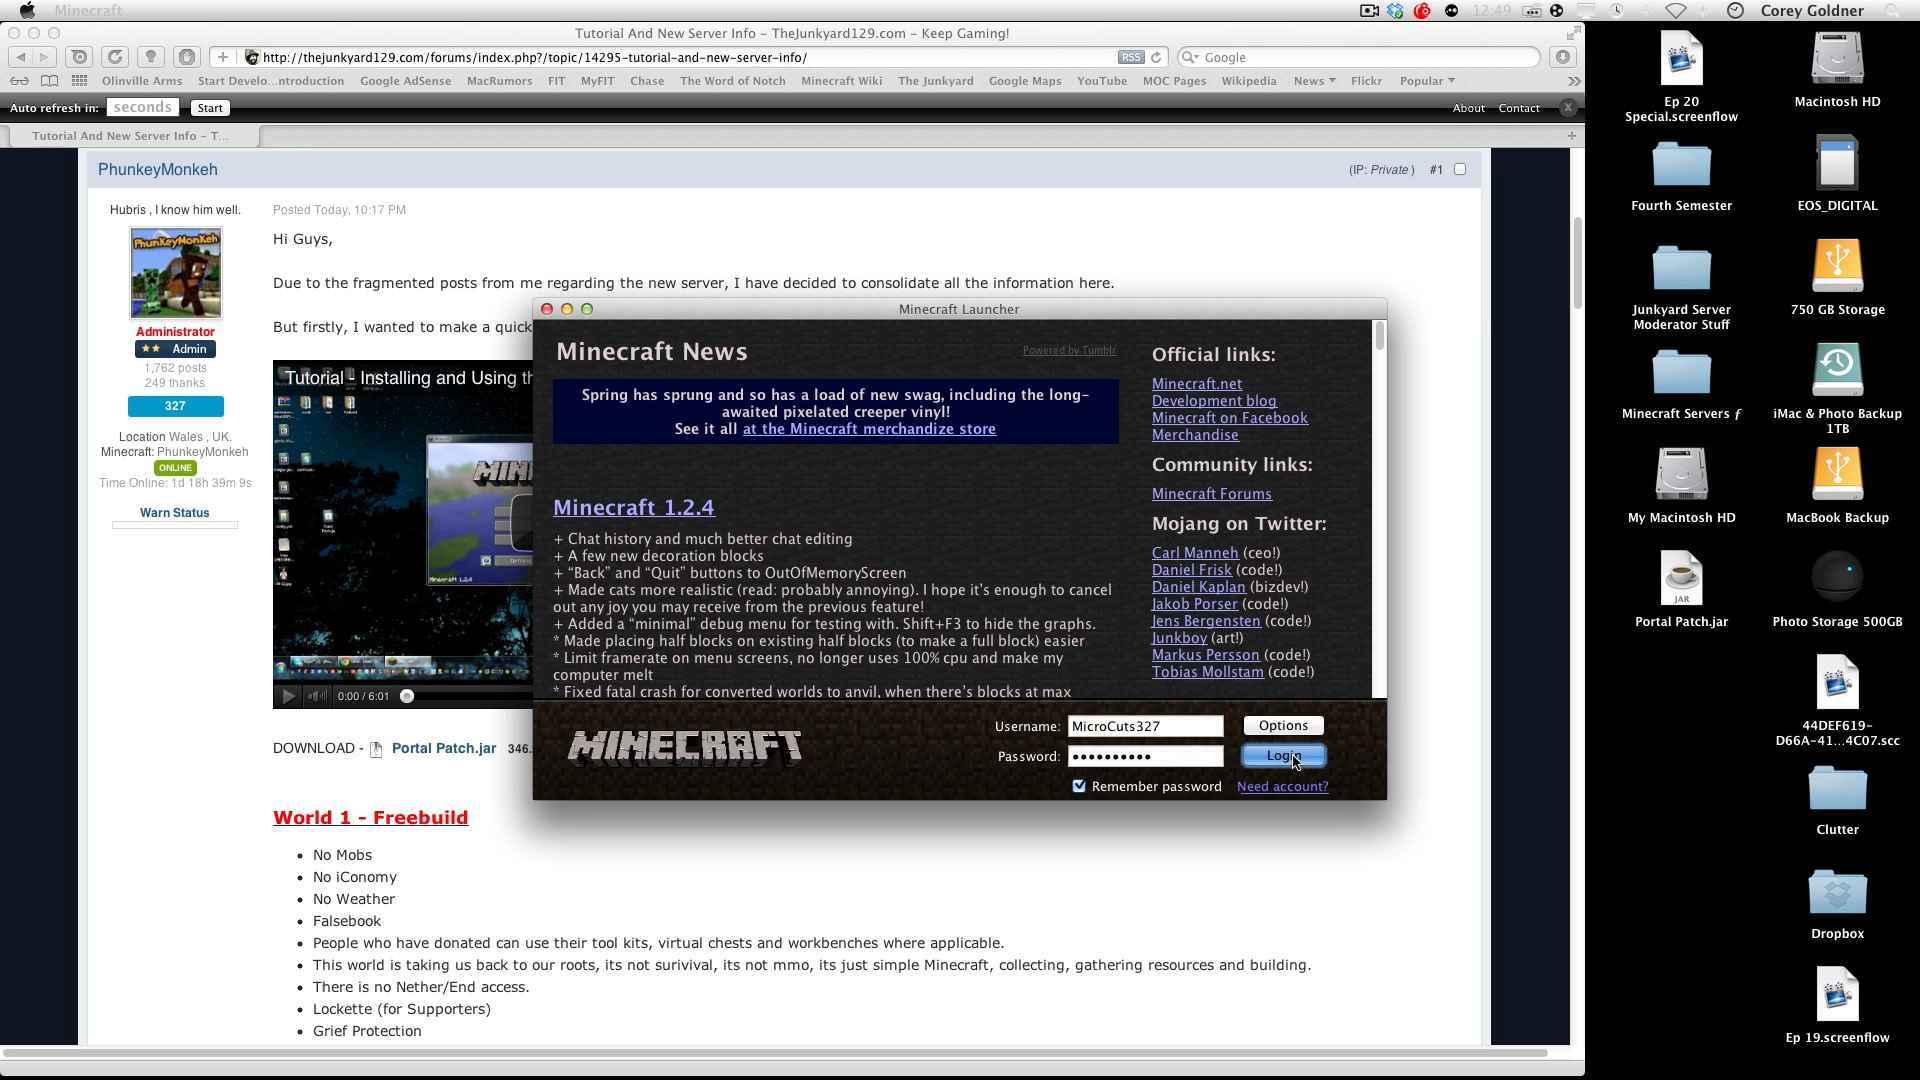 Minecraft
12:49
Corey Goldner
Tutorial And New Server Info – TheJunkyard129.com – Keep Gaming!
http://thejunkyard129.com/forums/index.php?/topic/14295-tutorial-and-new-server-info/
RSS
Google
Olinville Arms
Start Develo...ntroduction
Google AdSense
MacRumors
FIT
MyFIT
Chase
The Word of Notch
Minecraft Wiki
The Junkyard
Google Maps
YouTube
MOC Pages
Wikipedia
News
Flickr
Popular
Auto refresh in:
seconds
Start
About
Contact
X
Tutorial And New Server Info – T...
PhunkeyMonkeh
(IP: Private )
#1
Hubris , I know him well.
PhunKeyMonKeh
Administrator
Admin
1,762 posts
249 thanks
327
Location Wales , UK.
Minecraft: PhunkeyMonkeh
ONLINE
Time Online: 1d 18h 39m 9s
Warn Status
Posted Today, 10:17 PM
Hi Guys,
Due to the fragmented posts from me regarding the new server, I have decided to consolidate all the information here.
But firstly, I wanted to make a quick
Tutorial - Installing and Using th
0:00 / 6:01
DOWNLOAD -
Portal Patch.jar
346.
World 1 - Freebuild
• No Mobs
• No iConomy
• No Weather
• Falsebook
• People who have donated can use their tool kits, virtual chests and workbenches where applicable.
• This world is taking us back to our roots, its not surivival, its not mmo, its just simple Minecraft, collecting, gathering resources and building.
• There is no Nether/End access.
• Lockette (for Supporters)
• Grief Protection
Minecraft Launcher
Minecraft News
Powered by Tumblr
Spring has sprung and so has a load of new swag, including the long-
awaited pixelated creeper vinyl!
See it all at the Minecraft merchandize store
Minecraft 1.2.4
+ Chat history and much better chat editing
+ A few new decoration blocks
+ “Back” and “Quit” buttons to OutOfMemoryScreen
+ Made cats more realistic (read: probably annoying). I hope it’s enough to cancel
out any joy you may receive from the previous feature!
+ Added a “minimal” debug menu for testing with. Shift+F3 to hide the graphs.
* Made placing half blocks on existing half blocks (to make a full block) easier
* Limit framerate on menu screens, no longer uses 100% cpu and make my
computer melt
* Fixed fatal crash for converted worlds to anvil, when there’s blocks at max
Official links:
Minecraft.net
Development blog
Minecraft on Facebook
Merchandise
Community links:
Minecraft Forums
Mojang on Twitter:
Carl Manneh (ceo!)
Daniel Frisk (code!)
Daniel Kaplan (bizdev!)
Jakob Porser (code!)
Jens Bergensten (code!)
Junkboy (art!)
Markus Persson (code!)
Tobias Mollstam (code!)
MINECRAFT
Username:
MicroCuts327
Options
Password:
••••••••••
Login
Remember password
Need account?
Ep 20
Special.screenflow
Macintosh HD
Fourth Semester
EOS_DIGITAL
Junkyard Server
Moderator Stuff
750 GB Storage
Minecraft Servers ƒ
iMac & Photo Backup
1TB
My Macintosh HD
MacBook Backup
JAR
Portal Patch.jar
Photo Storage 500GB
44DEF619-
D66A-41...4C07.scc
Clutter
Dropbox
Ep 19.screenflow